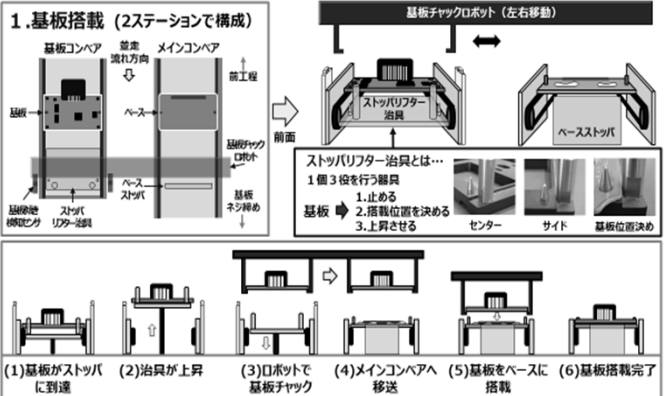 1.基板搭載（2ステーションで構成）
基板コンベア
並走
流れ方向
メインコンベア
前工程
基板
ベース
基板チャック
ロボット
ベース
ストッパ
基板
ネジ締め
ストッパ
リフター治具
前面
基板チャックロボット（左右移動）
ストッパリフター
治具
ベースストッパ
ストッパリフター治具とは…
1個3役を行う器具
基板
1.止める
2.搭載位置を決める
3.上昇させる
センター
サイド
基板位置決め
(1)基板がストッパ
に到達
(2)治具が上昇
(3)ロボットで
基板チャック
(4)メインコンベアへ
移送
(5)基板をベースに
搭載
(6)基板搭載完了